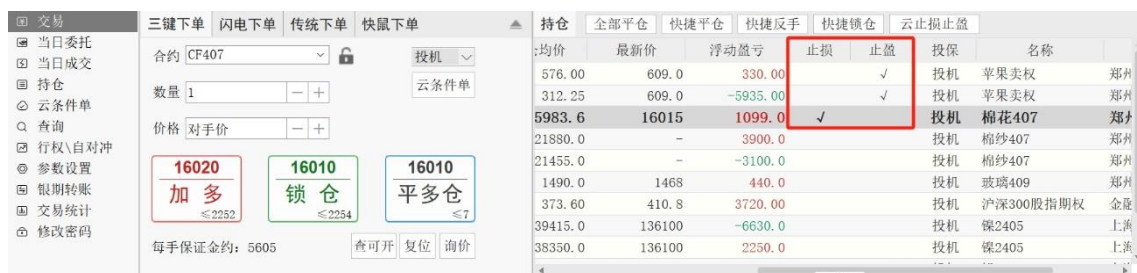 交易
当日委托
当日成交
持仓
云条件单
查询
行权\自对冲
参数设置
银期转账
交易统计
修改密码
三键下单 闪电下单 传统下单 快鼠下单
合约 CF407 投机
数量 1 云条件单
价格 对手价
16020 16010 16010
加 多 锁 仓 平多仓
≤2252 ≤2254 ≤7
每手保证金约: 5605 查可开 复位 询价
持仓 全部平仓 快捷平仓 快捷反手 快捷锁仓 云止损止盈
均价 最新价 浮动盈亏 止损 止盈 投保 名称
576.00 609.0 330.00 √ 投机 苹果卖权 郑州
312.25 609.0 -5935.00 √ 投机 苹果卖权 郑州
5983.6 16015 1099.0 √ 投机 棉花407 郑州
21880.0 - 3900.0 投机 棉纱407 郑州
21455.0 - -3100.0 投机 棉纱407 郑州
1490.0 1468 440.0 投机 玻璃409 郑州
373.60 410.8 3720.00 投机 沪深300股指期权 金融
39415.0 136100 -6630.0 投机 镍2405 上海
38350.0 136100 2250.0 投机 镍2405 上海